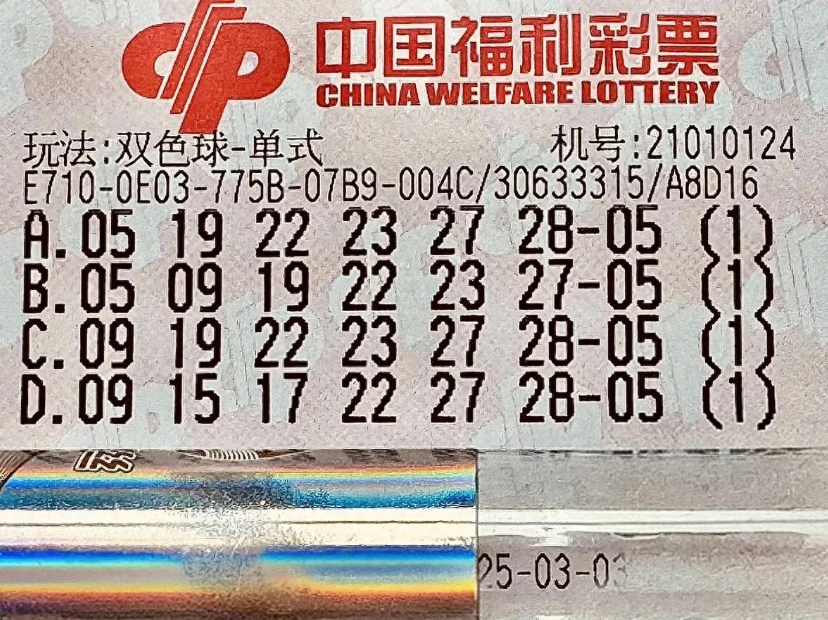 中国福利彩票
CHINA WELFARE LOTTERY
玩法:双色球-单式 机号:21010124
E710-0E03-775B-07B9-004C/30633315/A8D16
A.05 19 22 23 27 28-05 (1)
B.05 09 19 22 23 27-05 (1)
C.09 19 22 23 27 28-05 (1)
D.09 15 17 22 27 28-05 (1)
25-03-03